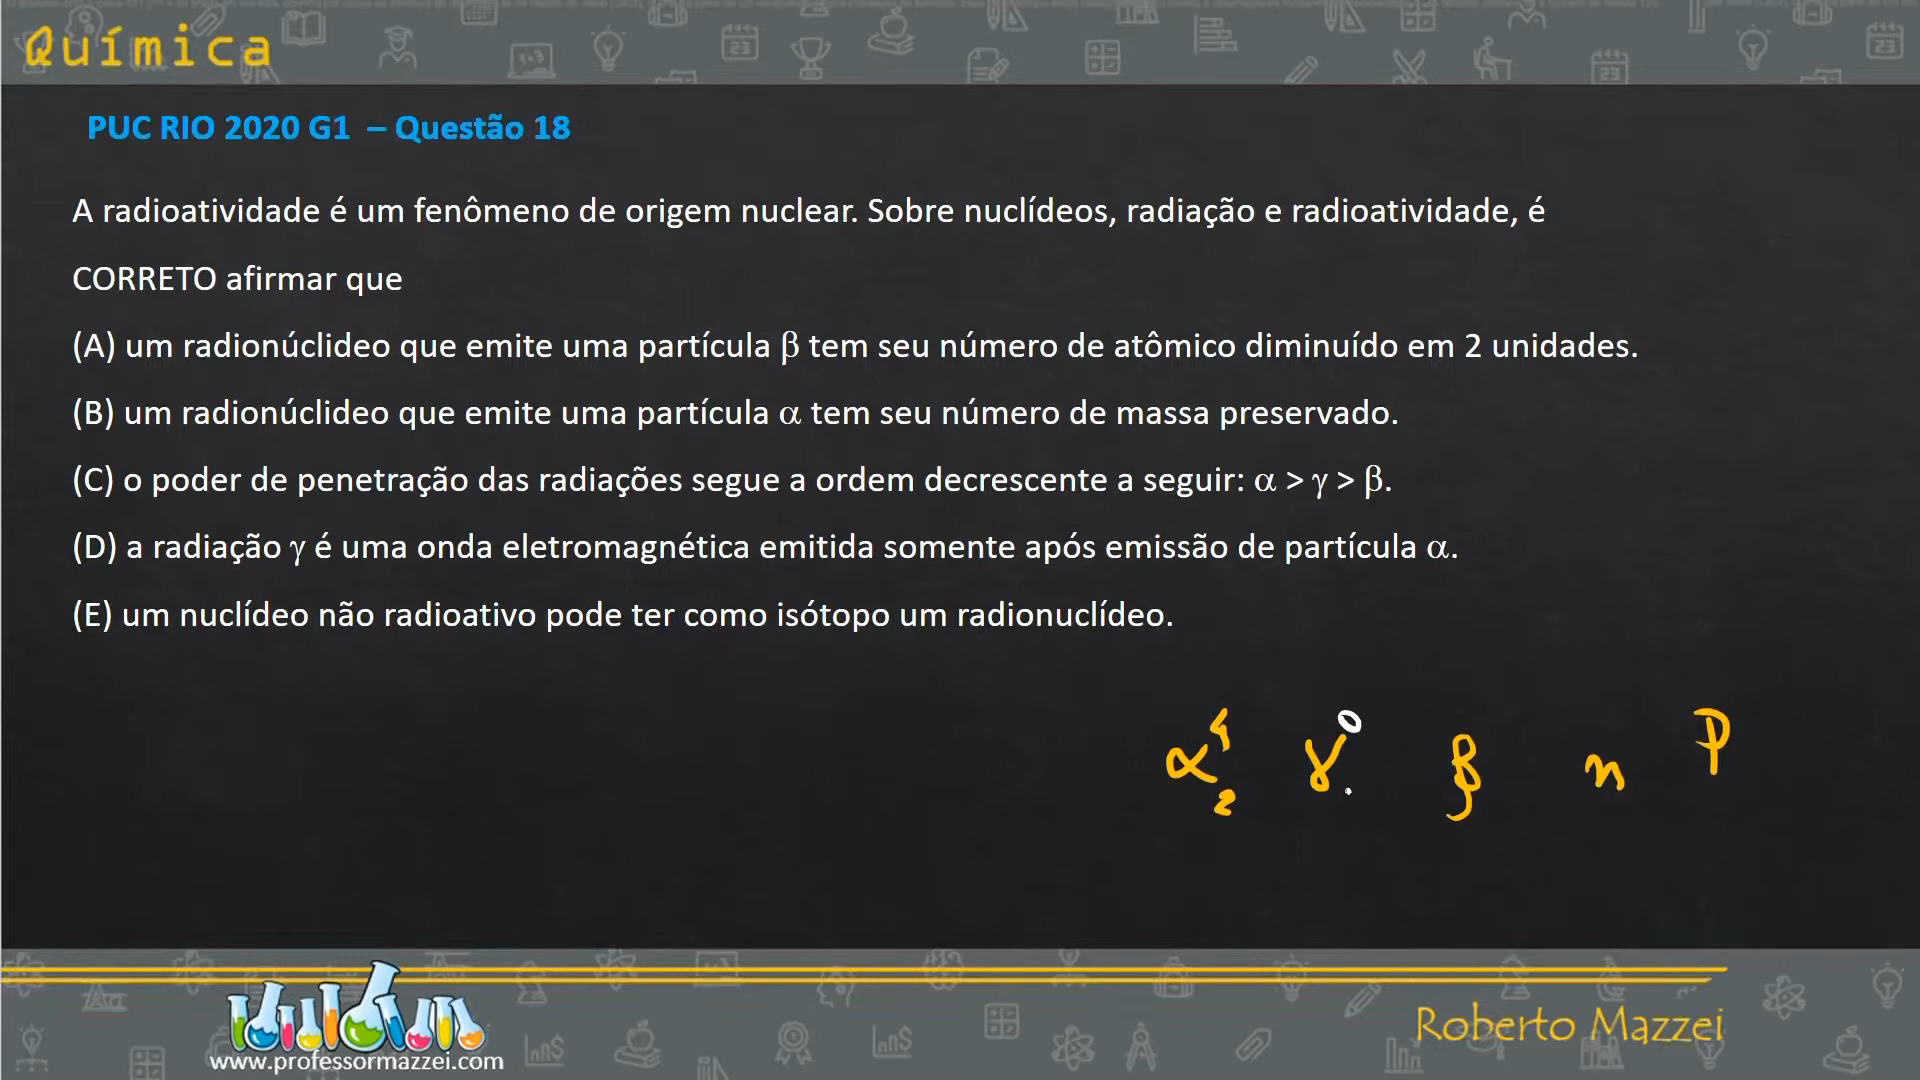 Química
PUC RIO 2020 G1 – Questão 18
A radioatividade é um fenômeno de origem nuclear. Sobre nuclídeos, radiação e radioatividade, é
CORRETO afirmar que
(A) um radionúclideo que emite uma partícula β tem seu número de atômico diminuído em 2 unidades.
(B) um radionúclideo que emite uma partícula α tem seu número de massa preservado.
(C) o poder de penetração das radiações segue a ordem decrescente a seguir: α > γ > β.
(D) a radiação γ é uma onda eletromagnética emitida somente após emissão de partícula α.
(E) um nuclídeo não radioativo pode ter como isótopo um radionuclídeo.
α 4 2 γ 0 β n P
www.professormazzei.com
Roberto Mazzei